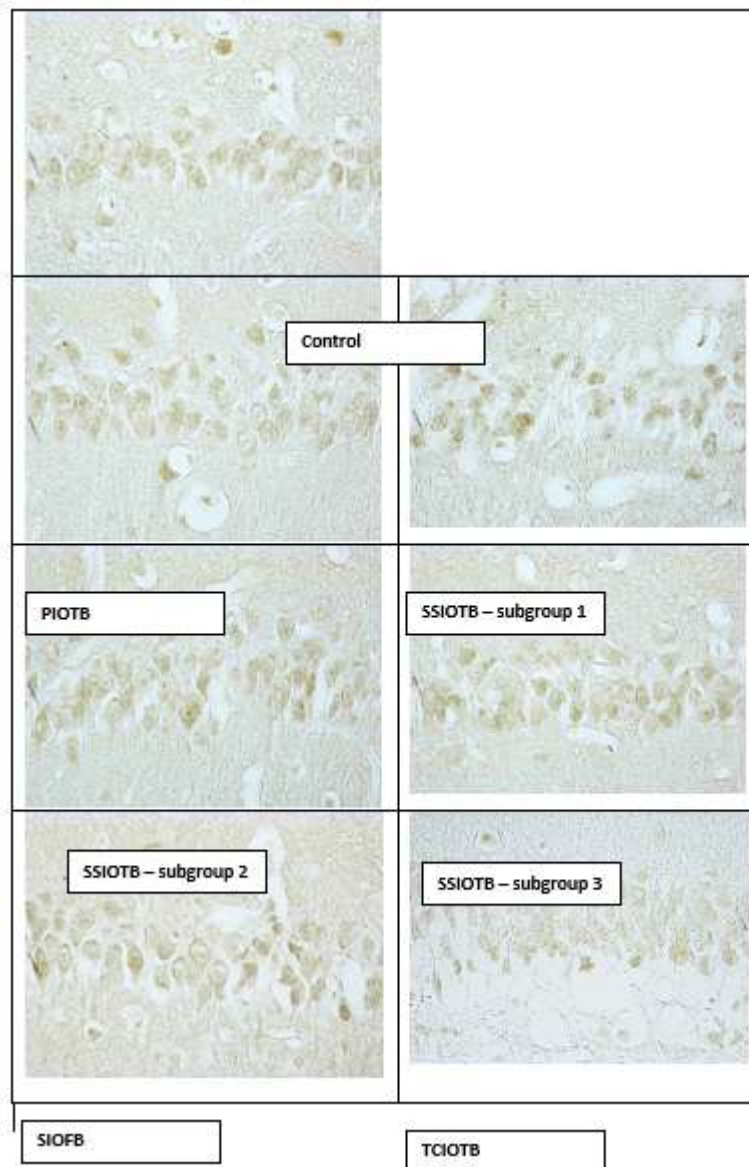 Control
PIOTB
SSIOTB – subgroup 1
SSIOTB – subgroup 2
SSIOTB – subgroup 3
SIOFB
TCIOTB